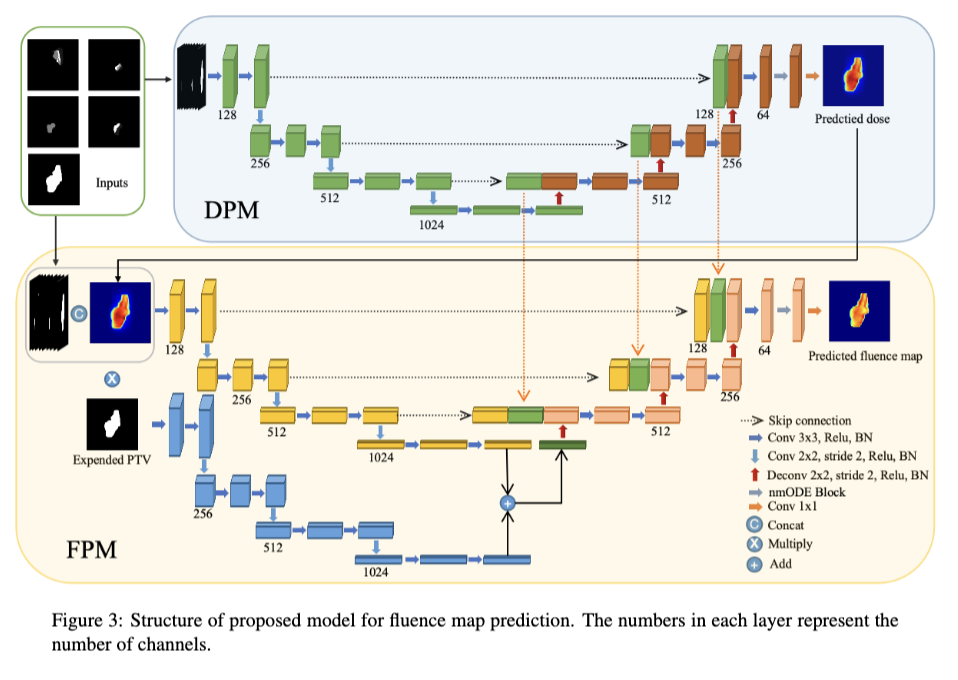 Inputs
128
256
512
1024
512
256
128
64
Predctied dose
DPM
C
128
256
512
1024
X
Expended PTV
256
512
1024
+
512
256
128
64
Predicted fluence map
FPM
Skip connection
Conv 3x3, Relu, BN
Conv 2x2, stride 2, Relu, BN
Deconv 2x2, stride 2, Relu, BN
nmODE Block
Conv 1x1
C Concat
X Multiply
+ Add
Figure 3: Structure of proposed model for fluence map prediction. The numbers in each layer represent the
number of channels.